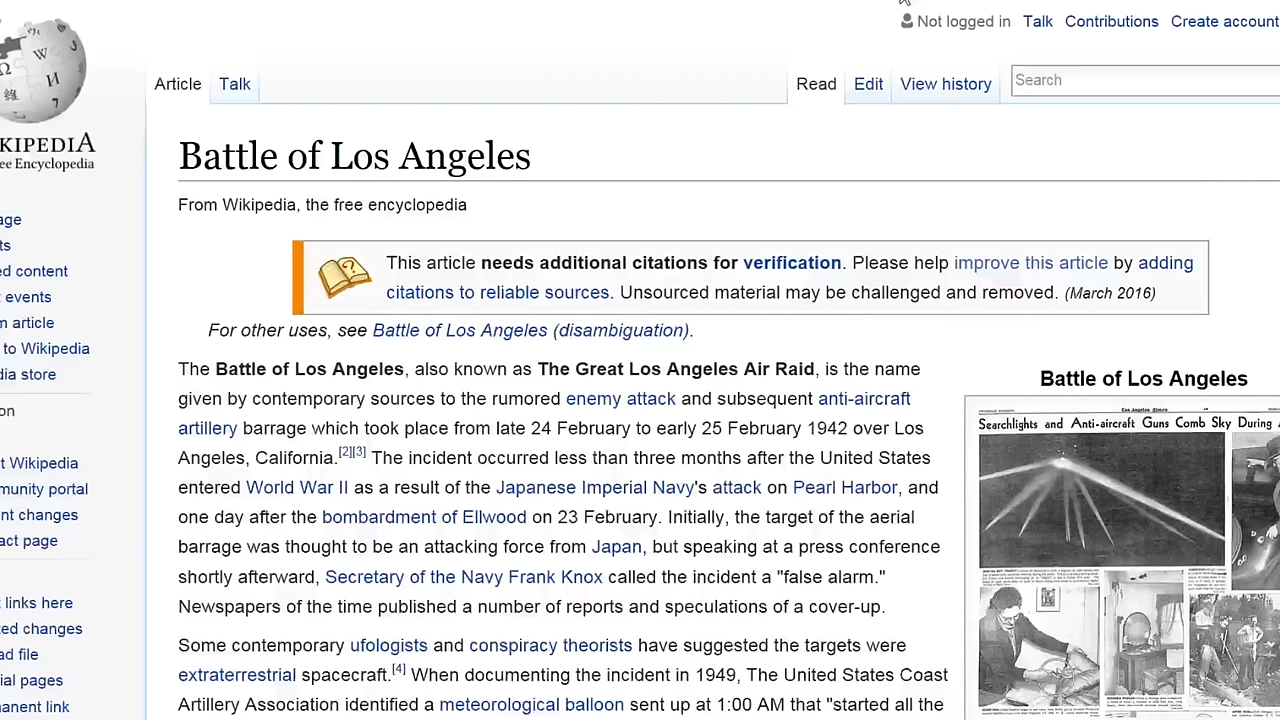 Not logged in Talk Contributions Create account
Article Talk Read Edit View history Search
KIPEDIA
ee Encyclopedia
Battle of Los Angeles
From Wikipedia, the free encyclopedia
This article needs additional citations for verification. Please help improve this article by adding
citations to reliable sources. Unsourced material may be challenged and removed. (March 2016)
For other uses, see Battle of Los Angeles (disambiguation).
The Battle of Los Angeles, also known as The Great Los Angeles Air Raid, is the name
given by contemporary sources to the rumored enemy attack and subsequent anti-aircraft
artillery barrage which took place from late 24 February to early 25 February 1942 over Los
Angeles, California.[2][3] The incident occurred less than three months after the United States
entered World War II as a result of the Japanese Imperial Navy's attack on Pearl Harbor, and
one day after the bombardment of Ellwood on 23 February. Initially, the target of the aerial
barrage was thought to be an attacking force from Japan, but speaking at a press conference
shortly afterward Secretary of the Navy Frank Knox called the incident a "false alarm."
Newspapers of the time published a number of reports and speculations of a cover-up.
Some contemporary ufologists and conspiracy theorists have suggested the targets were
extraterrestrial spacecraft.[4] When documenting the incident in 1949, The United States Coast
Artillery Association identified a meteorological balloon sent up at 1:00 AM that "started all the
Battle of Los Angeles
Los Angeles Times
Searchlights and Anti-aircraft Guns Comb Sky During
age
ts
ed content
t events
m article
to Wikipedia
dia store
on
t Wikipedia
munity portal
nt changes
act page
links here
ted changes
ad file
ial pages
nanent link